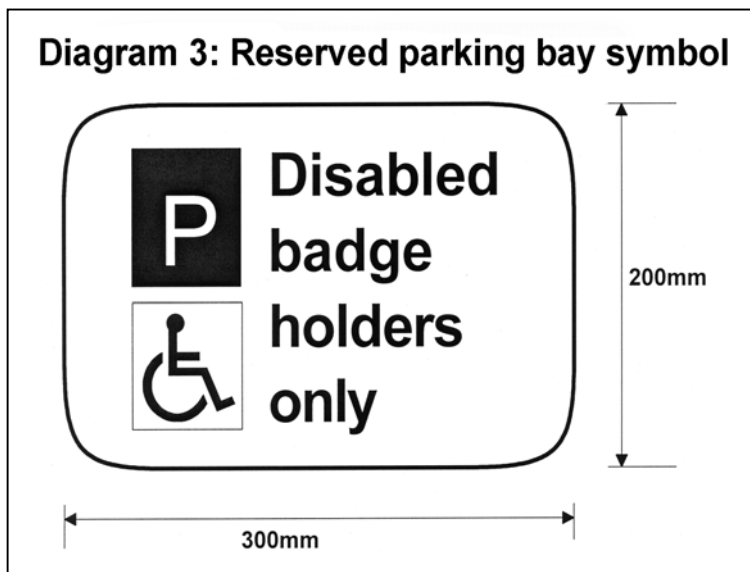 Diagram 3: Reserved parking bay symbol
P
Disabled
badge
holders
only
200mm
300mm